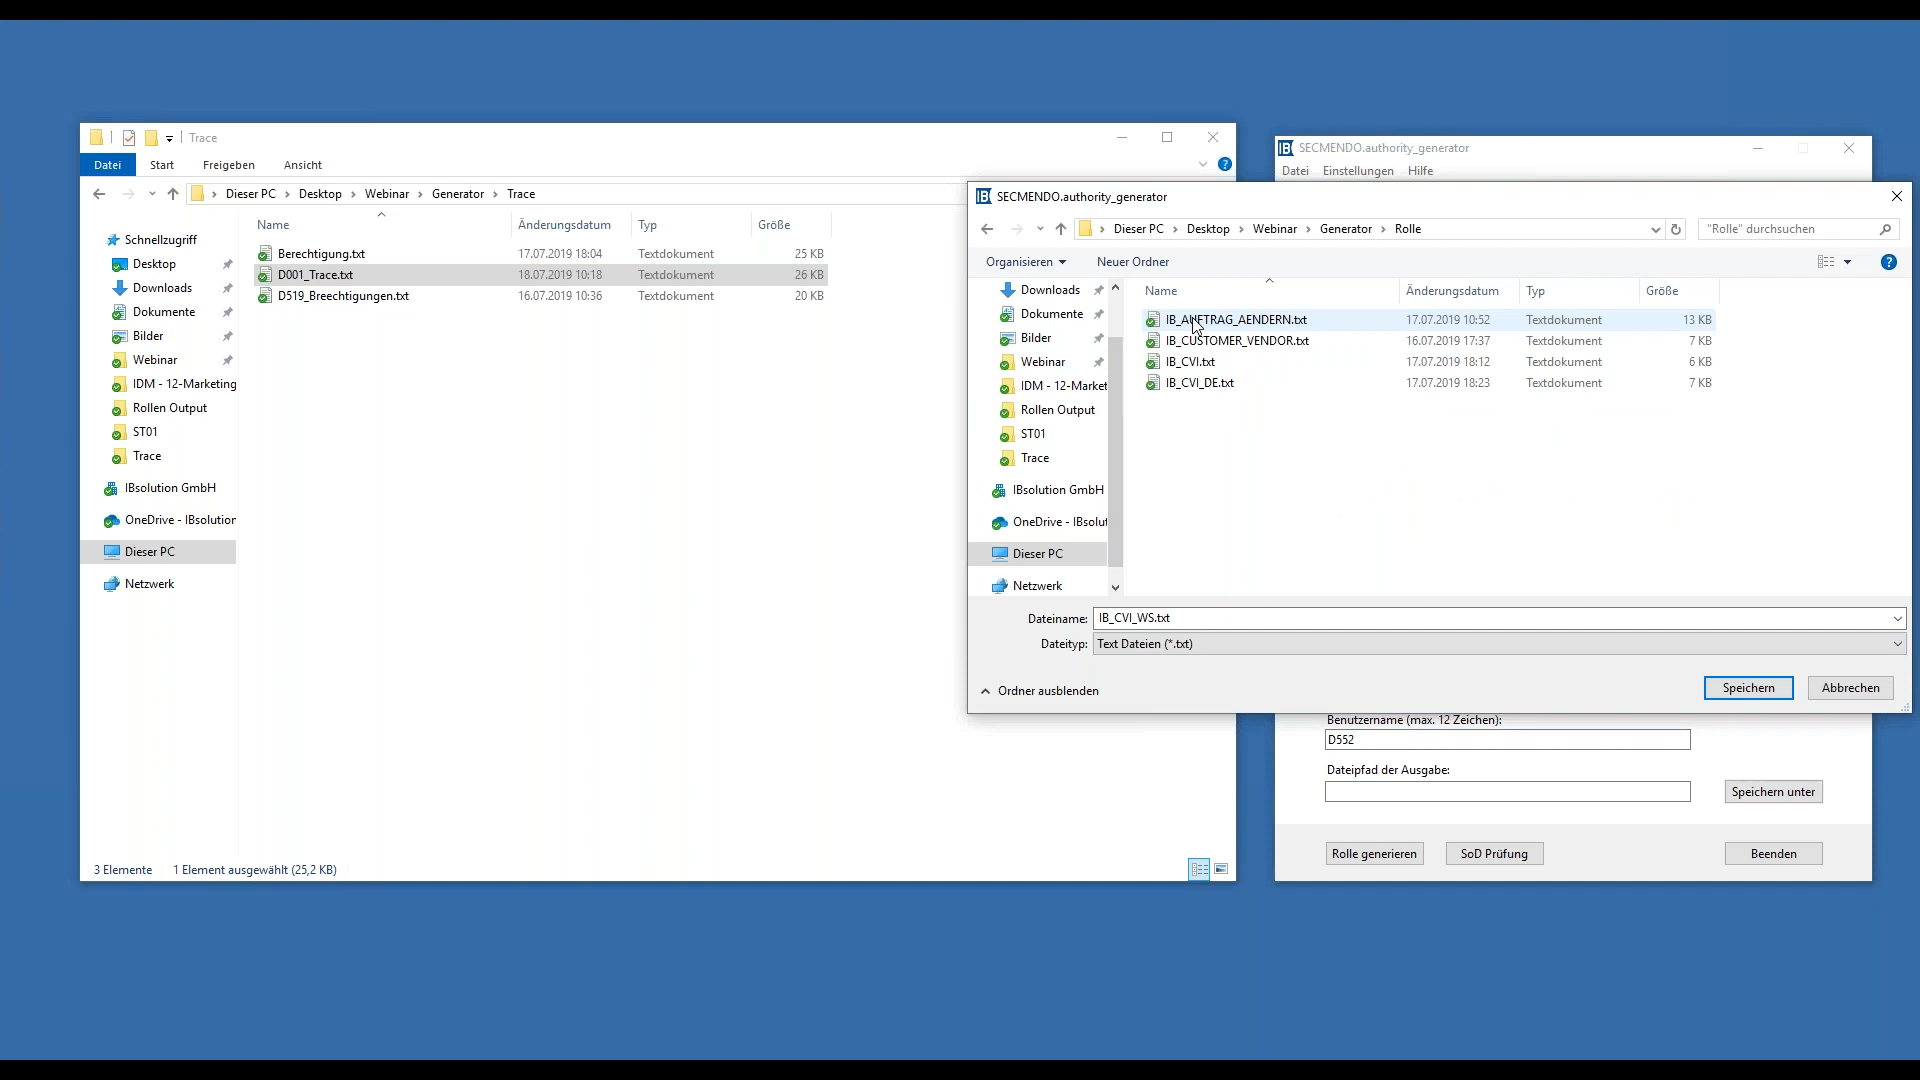 Trace
Datei Start Freigeben Ansicht
Dieser PC Desktop Webinar Generator Trace
Name Änderungsdatum Typ Größe
Schnellzugriff
Desktop
Downloads
Dokumente
Bilder
Webinar
IDM - 12-Marketing
Rollen Output
ST01
Trace
IBsolution GmbH
OneDrive - IBsolution
Dieser PC
Netzwerk
Berechtigung.txt 17.07.2019 18:04 Textdokument 25 KB
D001_Trace.txt 18.07.2019 10:18 Textdokument 26 KB
D519_Breechtigungen.txt 16.07.2019 10:36 Textdokument 20 KB
3 Elemente 1 Element ausgewählt (25,2 KB)
IB SECMENDO.authority_generator
Datei Einstellungen Hilfe
IB SECMENDO.authority_generator
Dieser PC Desktop Webinar Generator Rolle
"Rolle" durchsuchen
Organisieren Neuer Ordner
Name Änderungsdatum Typ Größe
Downloads
Dokumente
Bilder
Webinar
IDM - 12-Market
Rollen Output
ST01
Trace
IBsolution GmbH
OneDrive - IBsolut
Dieser PC
Netzwerk
IB_AUFTRAG_AENDERN.txt 17.07.2019 10:52 Textdokument 13 KB
IB_CUSTOMER_VENDOR.txt 16.07.2019 17:37 Textdokument 7 KB
IB_CVI.txt 17.07.2019 18:12 Textdokument 6 KB
IB_CVI_DE.txt 17.07.2019 18:23 Textdokument 7 KB
Dateiname: IB_CVI_WS.txt
Dateityp: Text Dateien (*.txt)
Ordner ausblenden
Speichern Abbrechen
Benutzername (max. 12 Zeichen):
D552
Dateipfad der Ausgabe:
Speichern unter
Rolle generieren SoD Prüfung Beenden